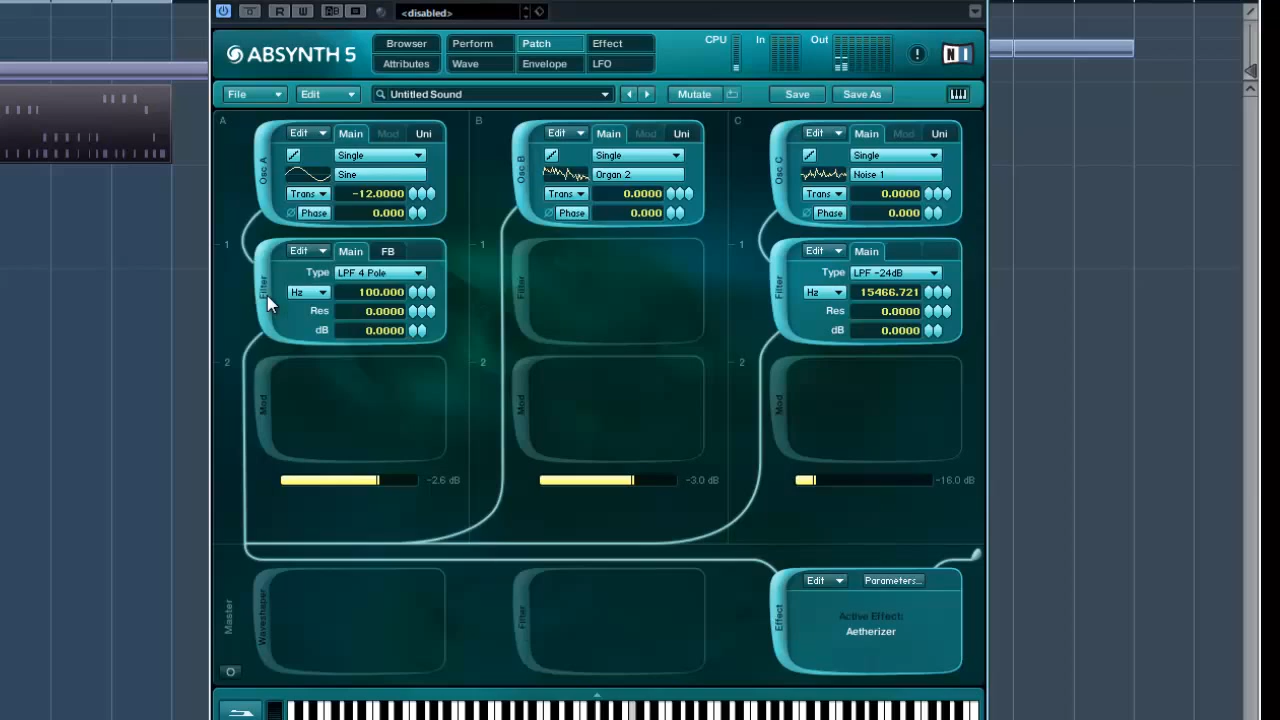 R W <disabled>
ABSYNTH 5 Browser Perform Patch Effect CPU In Out ! NI
Attributes Wave Envelope LFO
File Edit Untitled Sound Mutate Save Save As
A B C
Edit Main Mod Uni Edit Main Mod Uni Edit Main Mod Uni
Osc A Single Osc B Single Osc C Single
Sine Organ 2 Noise 1
Trans -12.0000 Trans 0.0000 Trans 0.0000
Phase 0.000 Phase 0.000 Phase 0.000
1 1 1
Edit Main FB Edit Main
Filter Type LPF 4 Pole Filter Filter Type LPF -24dB
Hz 100.000 Hz 15466.721
Res 0.0000 Res 0.0000
dB 0.0000 dB 0.0000
2 2 2
Mod Mod Mod
-2.6 dB -3.0 dB -16.0 dB
Master Waveshaper Filter Effect Edit Parameters...
Active Effect:
Aetherizer